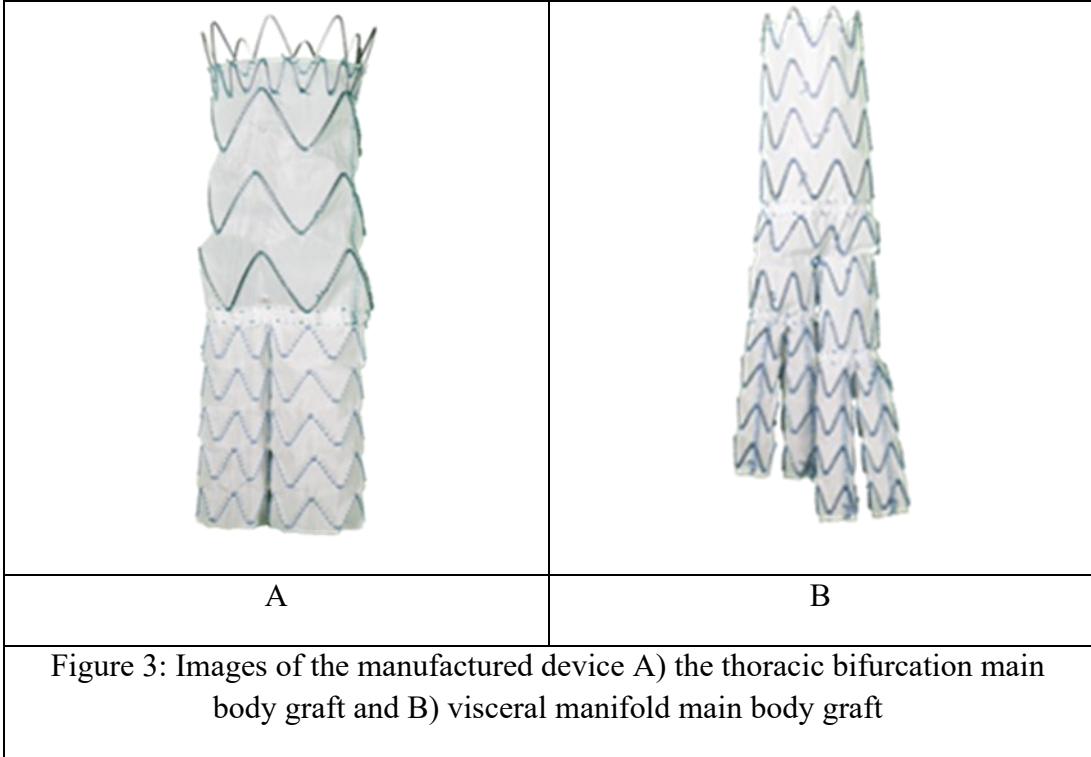 A
B
Figure 3: Images of the manufactured device A) the thoracic bifurcation main
body graft and B) visceral manifold main body graft